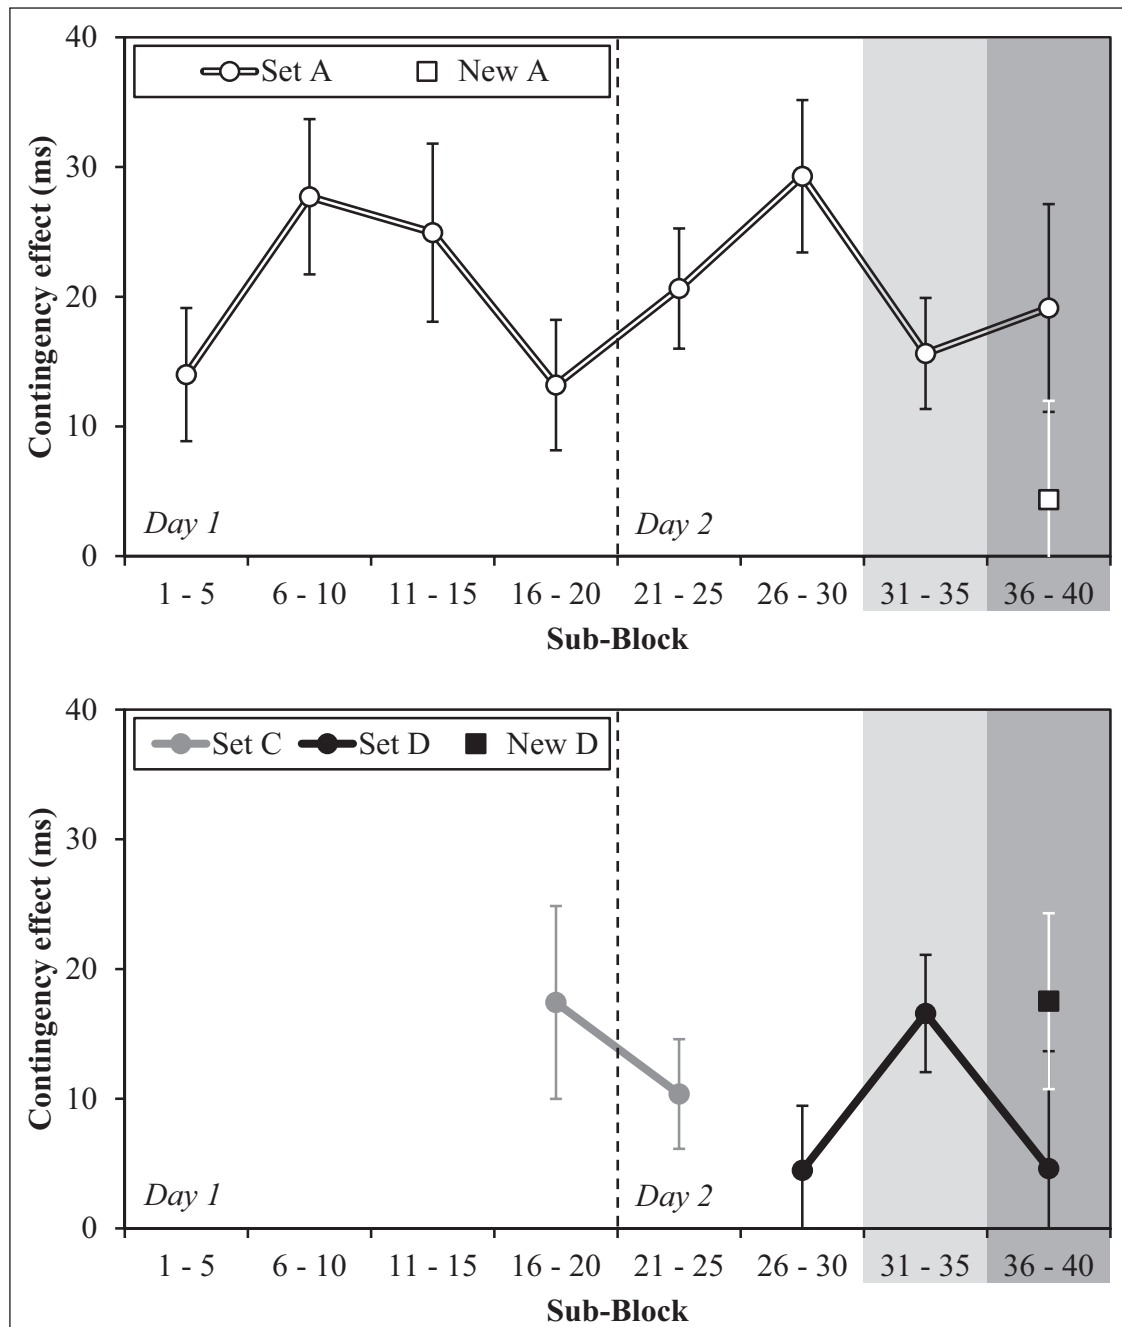 40
Set A New A
30
Contingency effect (ms)
20
10
Day 1 Day 2
0
1 - 5 6 - 10 11 - 15 16 - 20 21 - 25 26 - 30 31 - 35 36 - 40
Sub-Block
40
Set C Set D New D
30
Contingency effect (ms)
20
10
Day 1 Day 2
0
1 - 5 6 - 10 11 - 15 16 - 20 21 - 25 26 - 30 31 - 35 36 - 40
Sub-Block